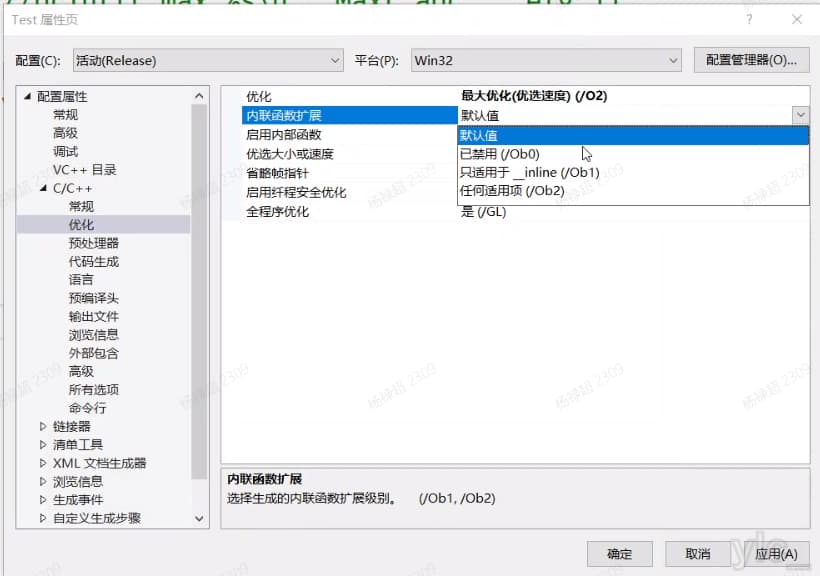 Test 属性页
配置(C): 活动(Release) 平台(P): Win32 配置管理器(O)...
配置属性
常规
高级
调试
VC++ 目录
C/C++
常规
优化
预处理器
代码生成
语言
预编译头
输出文件
浏览信息
外部包含
高级
所有选项
命令行
链接器
清单工具
XML 文档生成器
浏览信息
生成事件
自定义生成步骤
优化 最大优化(优选速度) (/O2)
内联函数扩展 默认值
启用内部函数
优选大小或速度
省略帧指针
启用纤程安全优化
全程序优化 是 (/GL)
默认值
已禁用 (/Ob0)
只适用于 __inline (/Ob1)
任何适用项 (/Ob2)
内联函数扩展
选择生成的内联函数扩展级别。 (/Ob1, /Ob2)
确定 取消 应用(A)
杨禄超 2309